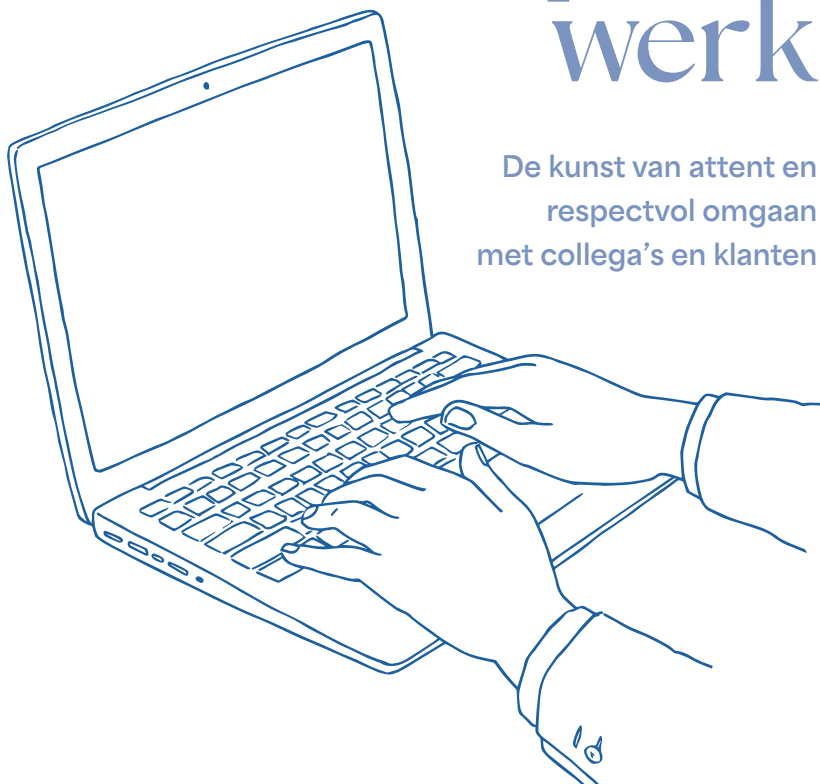 werk
De kunst van attent en
respectvol omgaan
met collega's en klanten